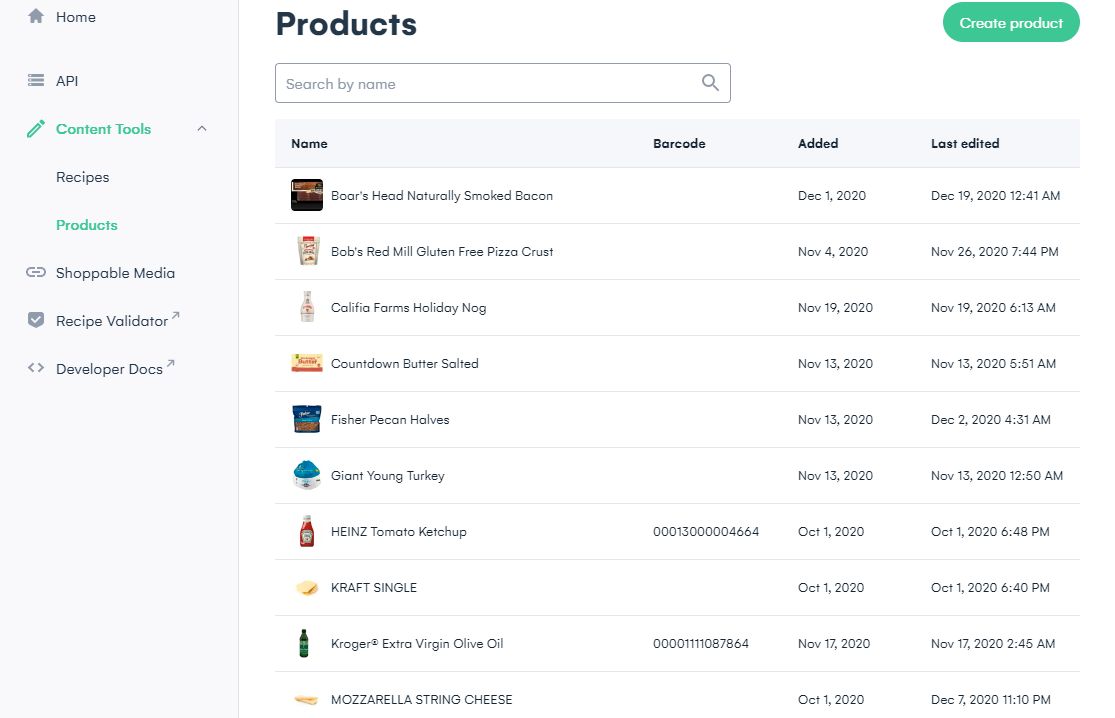 Home
API
Content Tools
Recipes
Products
Shoppable Media
Recipe Validator
Developer Docs
Products
Create product
Search by name
Name Barcode Added Last edited
Boar's Head Naturally Smoked Bacon Dec 1, 2020 Dec 19, 2020 12:41 AM
Bob's Red Mill Gluten Free Pizza Crust Nov 4, 2020 Nov 26, 2020 7:44 PM
Califia Farms Holiday Nog Nov 19, 2020 Nov 19, 2020 6:13 AM
Countdown Butter Salted Nov 13, 2020 Nov 13, 2020 5:51 AM
Fisher Pecan Halves Nov 13, 2020 Dec 2, 2020 4:31 AM
Giant Young Turkey Nov 13, 2020 Nov 13, 2020 12:50 AM
HEINZ Tomato Ketchup 00013000004664 Oct 1, 2020 Oct 1, 2020 6:48 PM
KRAFT SINGLE Oct 1, 2020 Oct 1, 2020 6:40 PM
Kroger® Extra Virgin Olive Oil 00001111087864 Nov 17, 2020 Nov 17, 2020 2:45 AM
MOZZARELLA STRING CHEESE Oct 1, 2020 Dec 7, 2020 11:10 PM